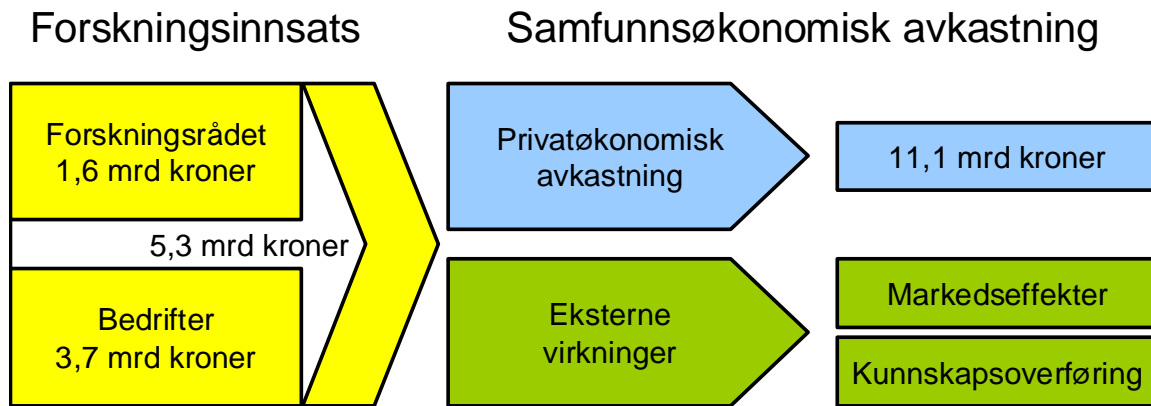 Forskningsinnsats
Samfunnsøkonomisk avkastning
Forskningsrådet
1,6 mrd kroner
5,3 mrd kroner
Bedrifter
3,7 mrd kroner
Privatøkonomisk
avkastning
11,1 mrd kroner
Eksterne
virkninger
Markedseffekter
Kunnskapsoverføring